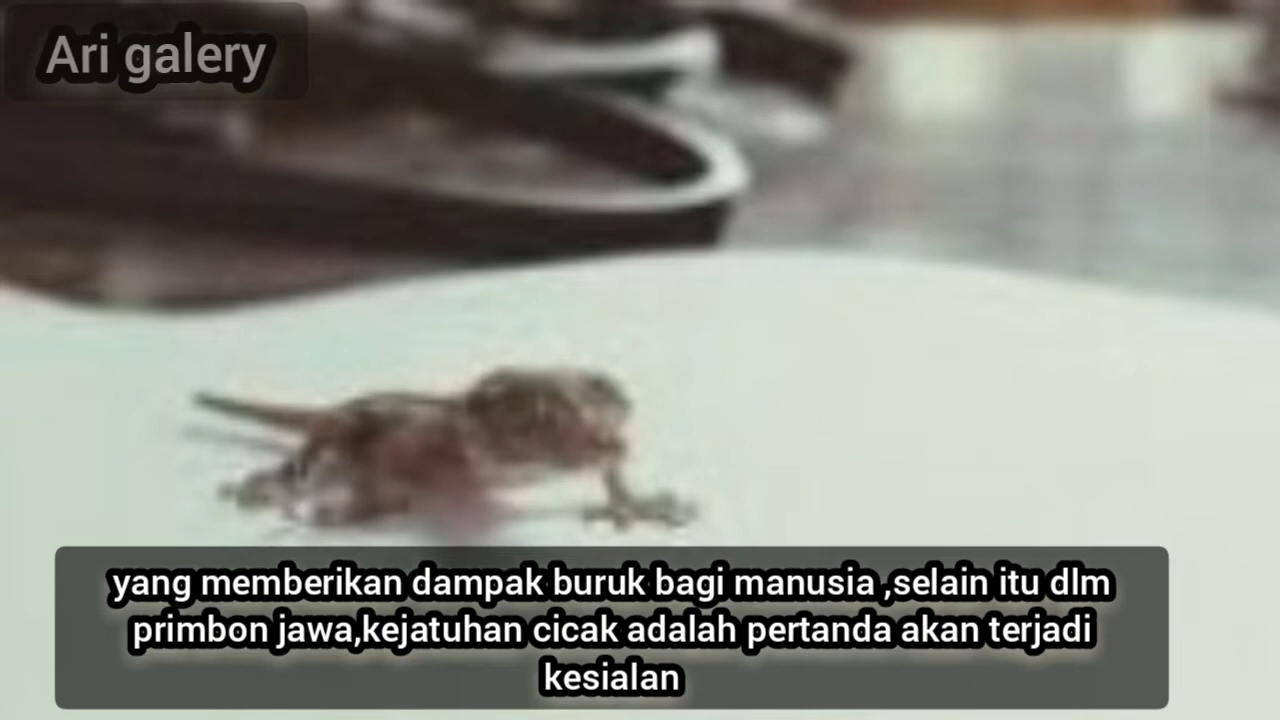 Ari galery
yang memberikan dampak buruk bagi manusia ,selain itu dlm
primbon jawa,kejatuhan cicak adalah pertanda akan terjadi
kesialan